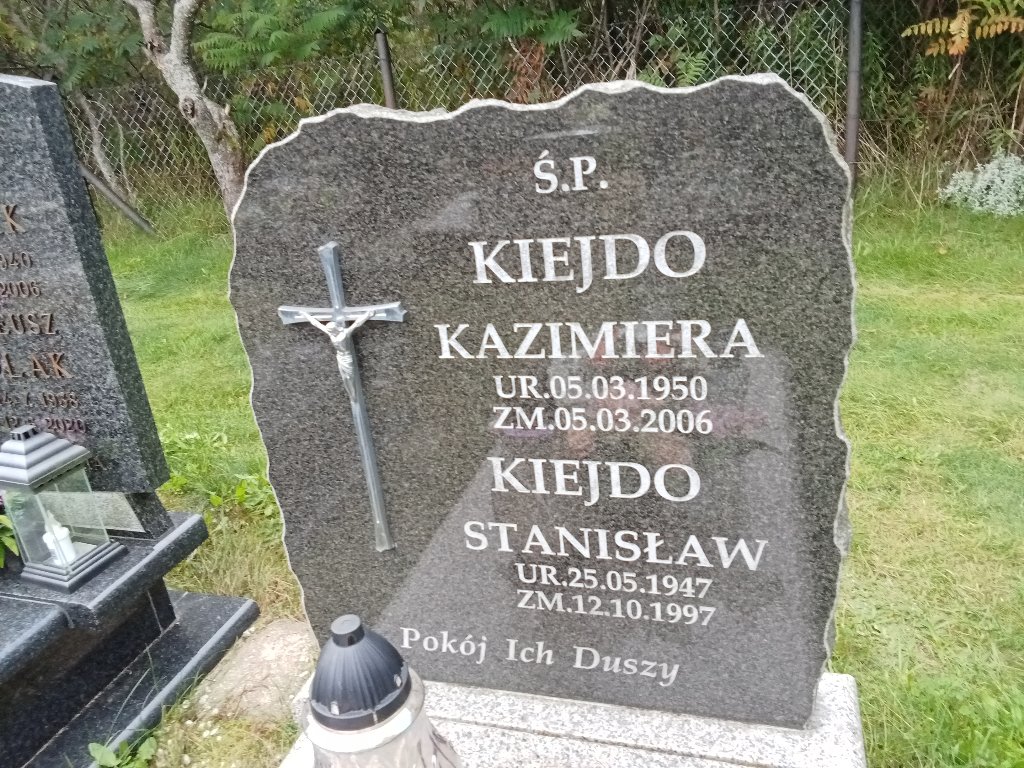 Ś.P.
KIEJDO
KAZIMIERA
UR.05.03.1950
ZM.05.03.2006
KIEJDO
STANISŁAW
UR.25.05.1947
ZM.12.10.1997
Pokój Ich Duszy